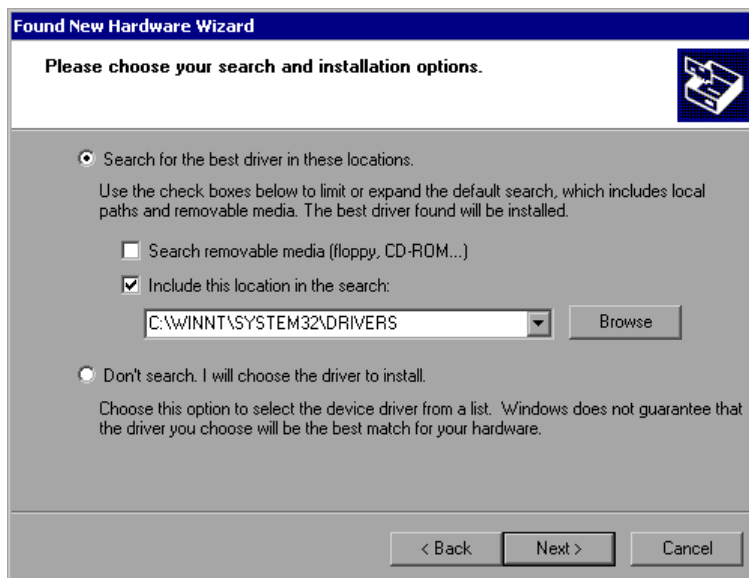 Found New Hardware Wizard
Please choose your search and installation options.
Search for the best driver in these locations.
Use the check boxes below to limit or expand the default search, which includes local
paths and removable media. The best driver found will be installed.
Search removable media (floppy, CD-ROM...)
Include this location in the search:
C:\WINNT\SYSTEM32\DRIVERS
Browse
Don't search. I will choose the driver to install.
Choose this option to select the device driver from a list.  Windows does not guarantee that
the driver you choose will be the best match for your hardware.
< Back
Next >
Cancel